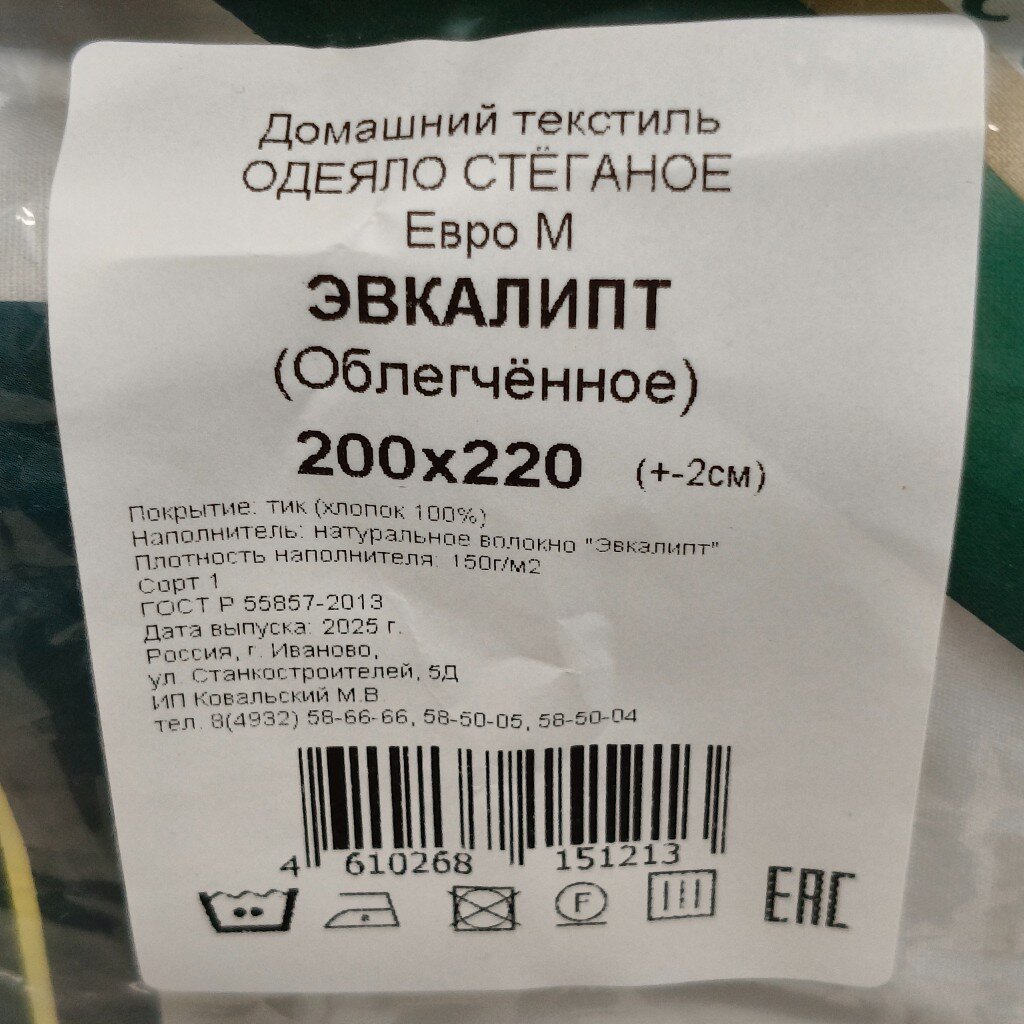 Домашний текстиль
ОДЕЯЛО СТЁГАНОЕ
Евро М
ЭВКАЛИПТ
(Облегчённое)
200х220 (+-2см)
Покрытие: тик (хлопок 100%)
Наполнитель: натуральное волокно "Эвкалипт"
Плотность наполнителя: 150г/м2
Сорт 1
ГОСТ Р 55857-2013
Дата выпуска: 2025 г.
Россия, г. Иваново,
ул. Станкостроителей, 5Д
ИП Ковальский М.В
тел. 8(4932) 58-66-66, 58-50-05, 58-50-04
4 610268 151213
F
EAC